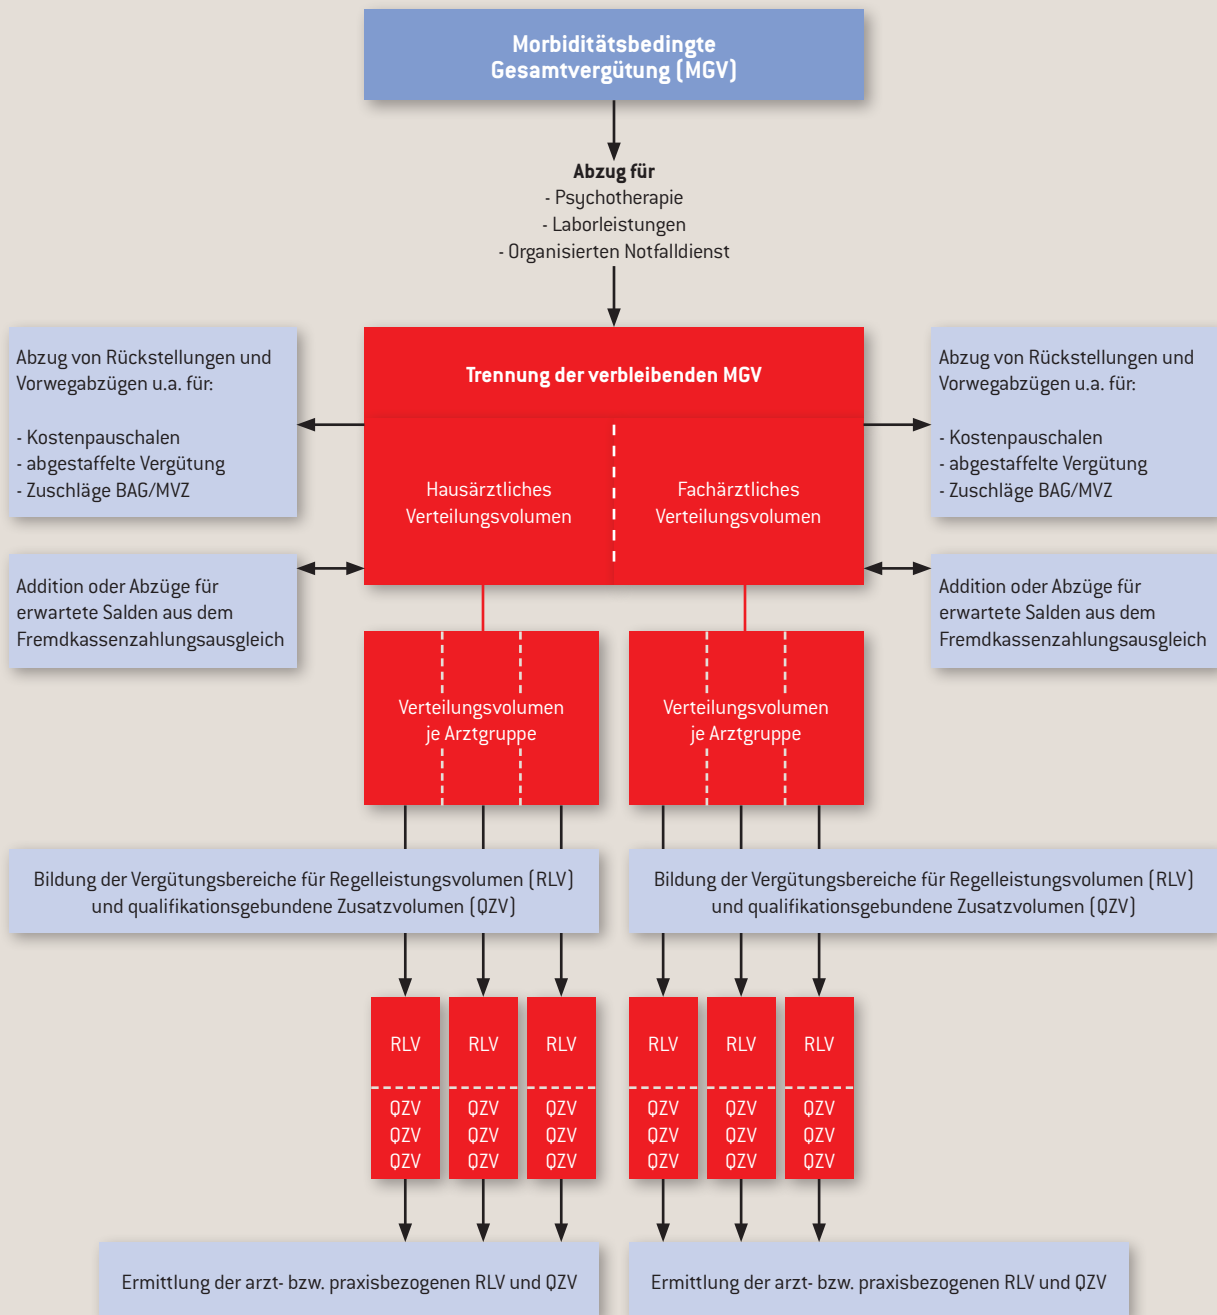 Morbiditätsbedingte
Gesamtvergütung (MGV)
Abzug für
- Psychotherapie
- Laborleistungen
- Organisierten Notfalldienst
Abzug von Rückstellungen und
Vorwegabzügen u.a. für:
- Kostenpauschalen
- abgestaffelte Vergütung
- Zuschläge BAG/MVZ
Trennung der verbleibenden MGV
Hausärztliches
Verteilungsvolumen
Fachärztliches
Verteilungsvolumen
Abzug von Rückstellungen und
Vorwegabzügen u.a. für:
- Kostenpauschalen
- abgestaffelte Vergütung
- Zuschläge BAG/MVZ
Addition oder Abzüge für
erwartete Salden aus dem
Fremdkassenzahlungsausgleich
Addition oder Abzüge für
erwartete Salden aus dem
Fremdkassenzahlungsausgleich
Verteilungsvolumen
je Arztgruppe
Verteilungsvolumen
je Arztgruppe
Bildung der Vergütungsbereiche für Regelleistungsvolumen (RLV)
und qualifikationsgebundene Zusatzvolumen (QZV)
Bildung der Vergütungsbereiche für Regelleistungsvolumen (RLV)
und qualifikationsgebundene Zusatzvolumen (QZV)
RLV RLV RLV RLV RLV RLV
QZV QZV QZV QZV QZV QZV
QZV QZV QZV QZV QZV QZV
QZV QZV QZV QZV QZV QZV
Ermittlung der arzt- bzw. praxisbezogenen RLV und QZV
Ermittlung der arzt- bzw. praxisbezogenen RLV und QZV